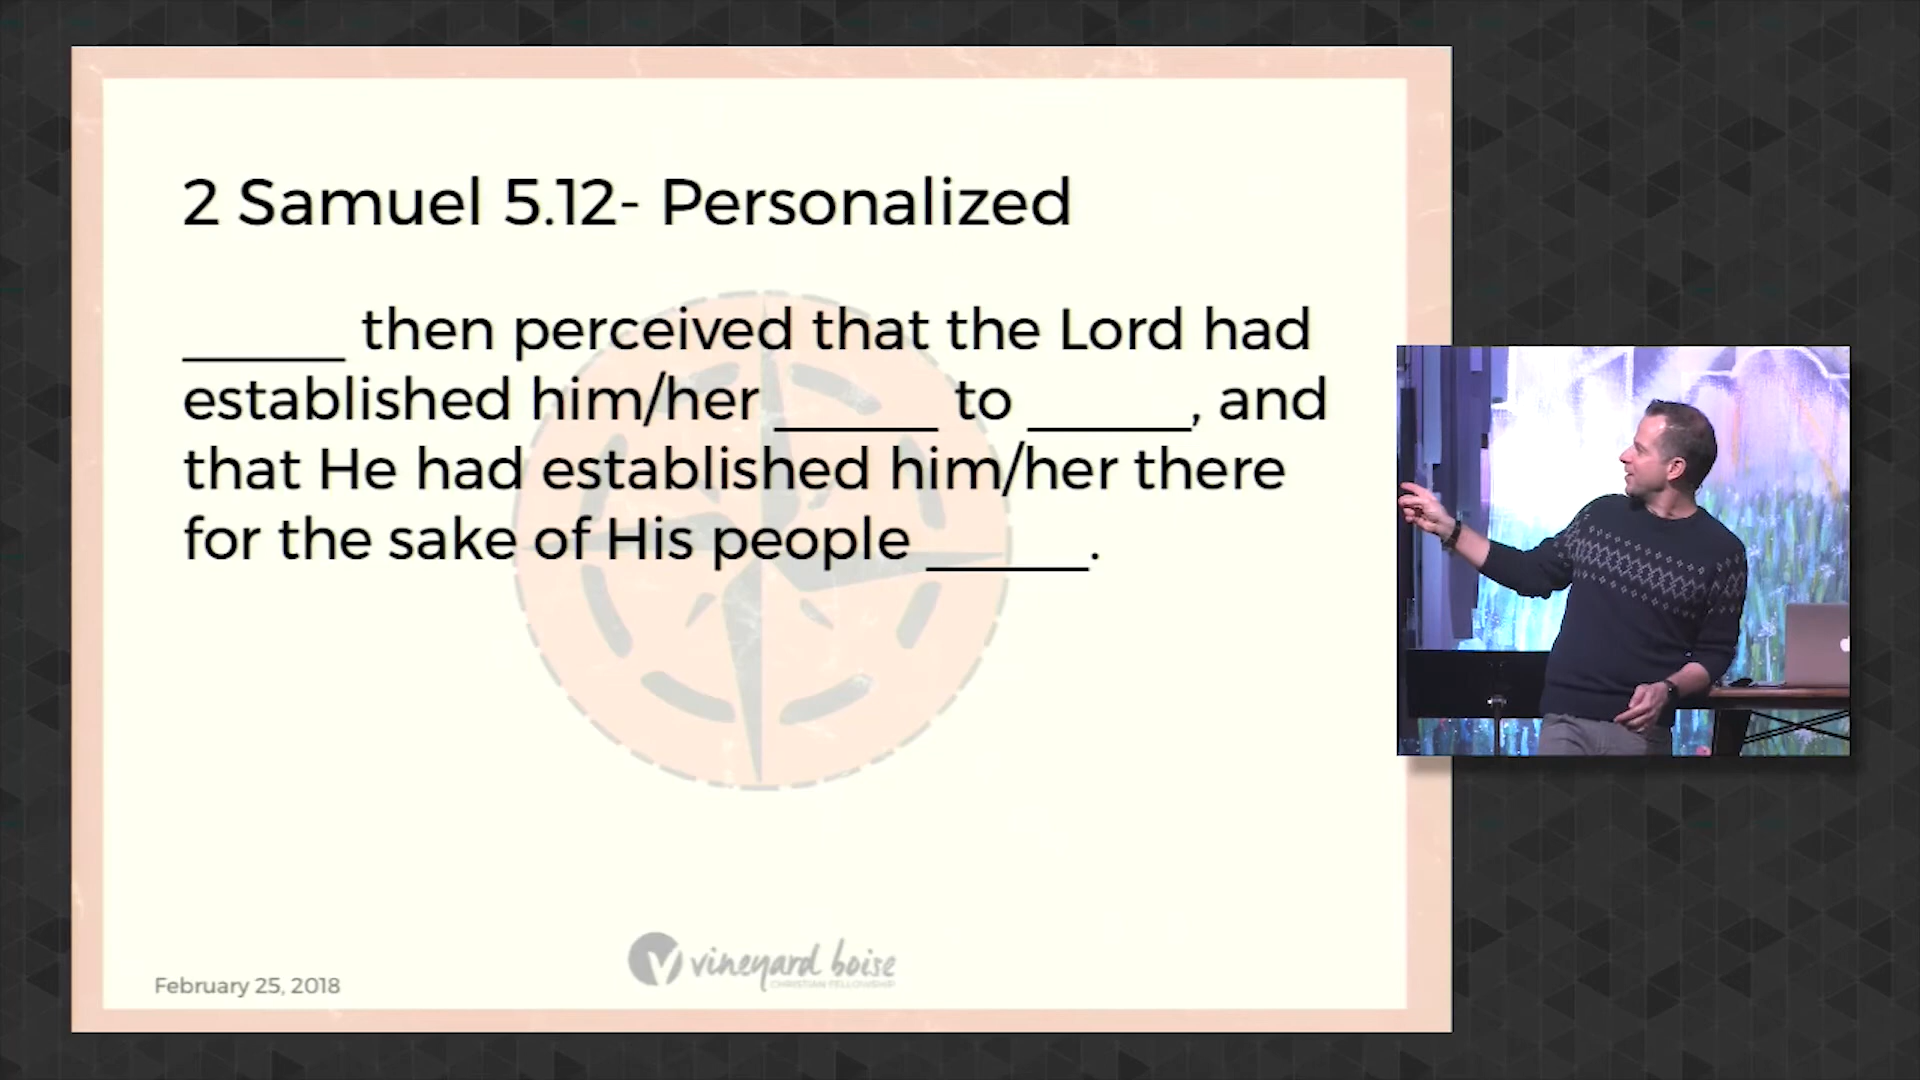 2 Samuel 5.12- Personalized
______ then perceived that the Lord had
established him/her ______ to ______, and
that He had established him/her there
for the sake of His people ______.
February 25, 2018
vineyard boise
CHRISTIAN FELLOWSHIP